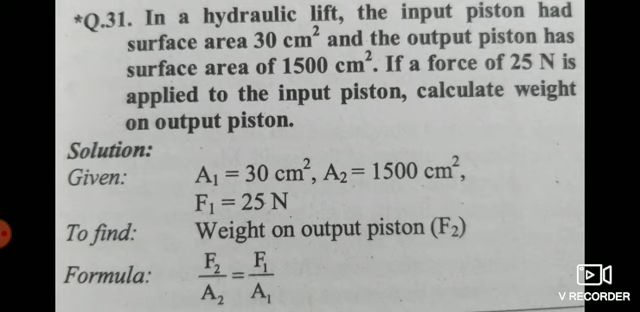 *Q.31. In a hydraulic lift, the input piston had
surface area 30 cm² and the output piston has
surface area of 1500 cm². If a force of 25 N is
applied to the input piston, calculate weight
on output piston.
Solution:
Given: A₁ = 30 cm², A₂ = 1500 cm²,
F₁ = 25 N
To find: Weight on output piston (F₂)
Formula: F₂/A₂ = F₁/A₁
V RECORDER